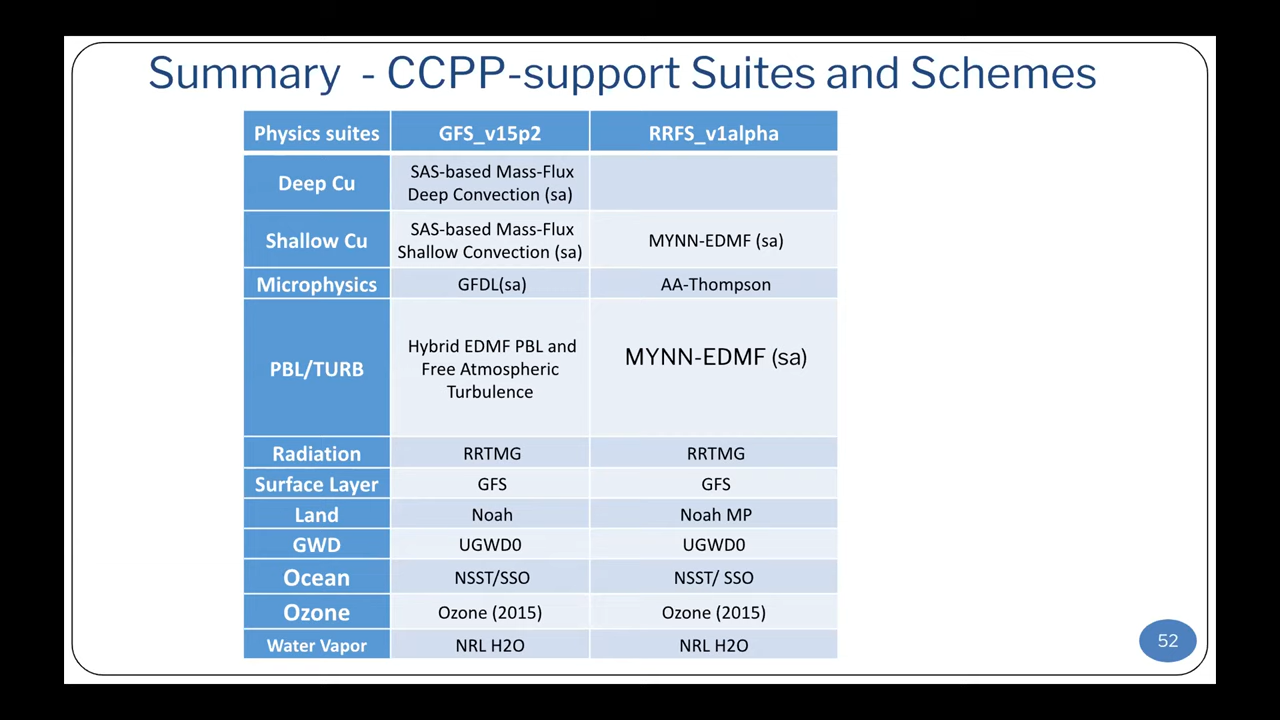 Summary - CCPP-support Suites and Schemes
Physics suites GFS_v15p2 RRFS_v1alpha
Deep Cu
SAS-based Mass-Flux
Deep Convection (sa)
Shallow Cu
SAS-based Mass-Flux
Shallow Convection (sa)
MYNN-EDMF (sa)
Microphysics GFDL(sa) AA-Thompson
PBL/TURB
Hybrid EDMF PBL and
Free Atmospheric
Turbulence
MYNN-EDMF (sa)
Radiation RRTMG RRTMG
Surface Layer GFS GFS
Land Noah Noah MP
GWD UGWD0 UGWD0
Ocean NSST/SSO NSST/ SSO
Ozone Ozone (2015) Ozone (2015)
Water Vapor NRL H2O NRL H2O
52